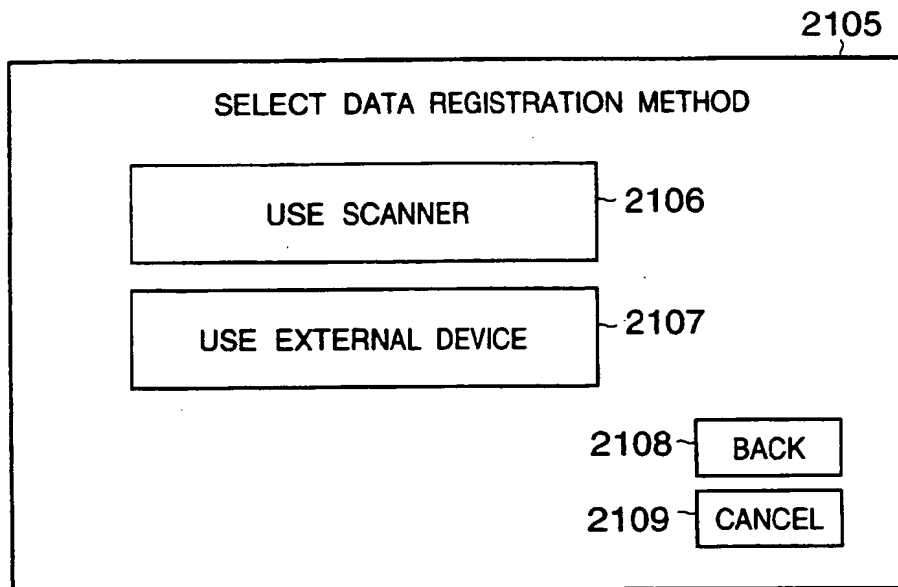 2105
SELECT DATA REGISTRATION METHOD
USE SCANNER
2106
USE EXTERNAL DEVICE
2107
2108
BACK
2109
CANCEL